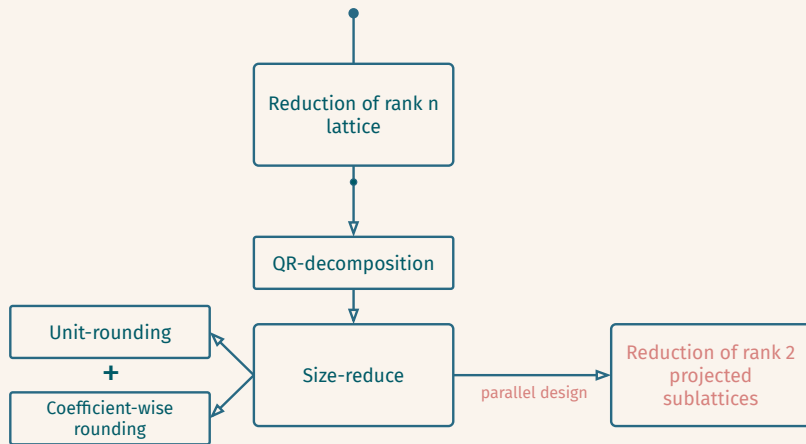 Reduction of rank n
lattice
QR-decomposition
Unit-rounding
+
Coefficient-wise
rounding
Size-reduce
parallel design
Reduction of rank 2
projected
sublattices